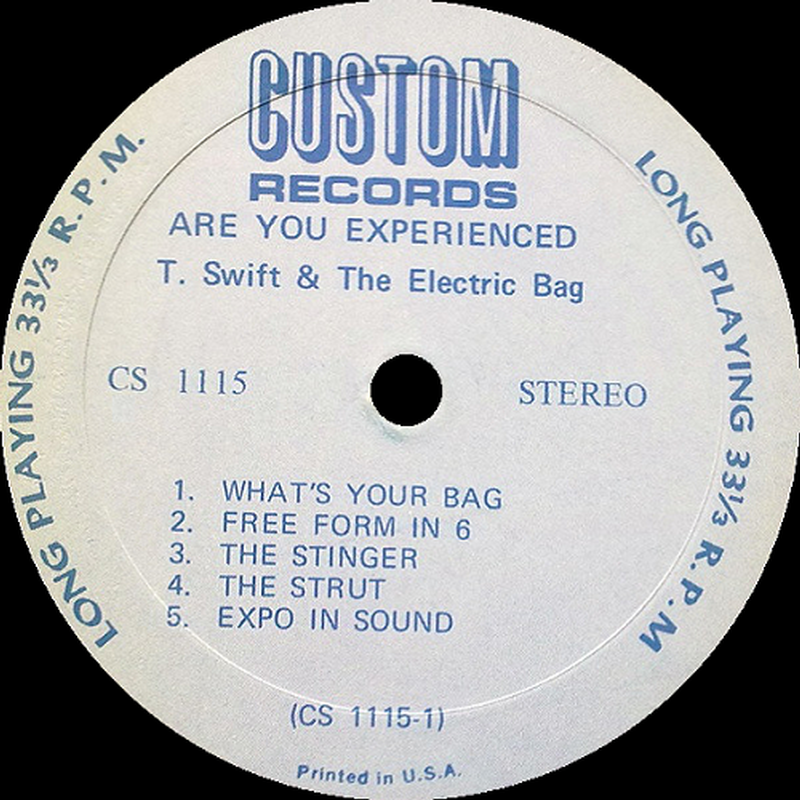 CUSTOM
RECORDS
ARE YOU EXPERIENCED
T. Swift & The Electric Bag
LONG PLAYING 33⅓ R.P.M.
LONG PLAYING 33⅓ R.P.M
CS 1115
STEREO
1. WHAT'S YOUR BAG
2. FREE FORM IN 6
3. THE STINGER
4. THE STRUT
5. EXPO IN SOUND
(CS 1115-1)
Printed in U.S.A.